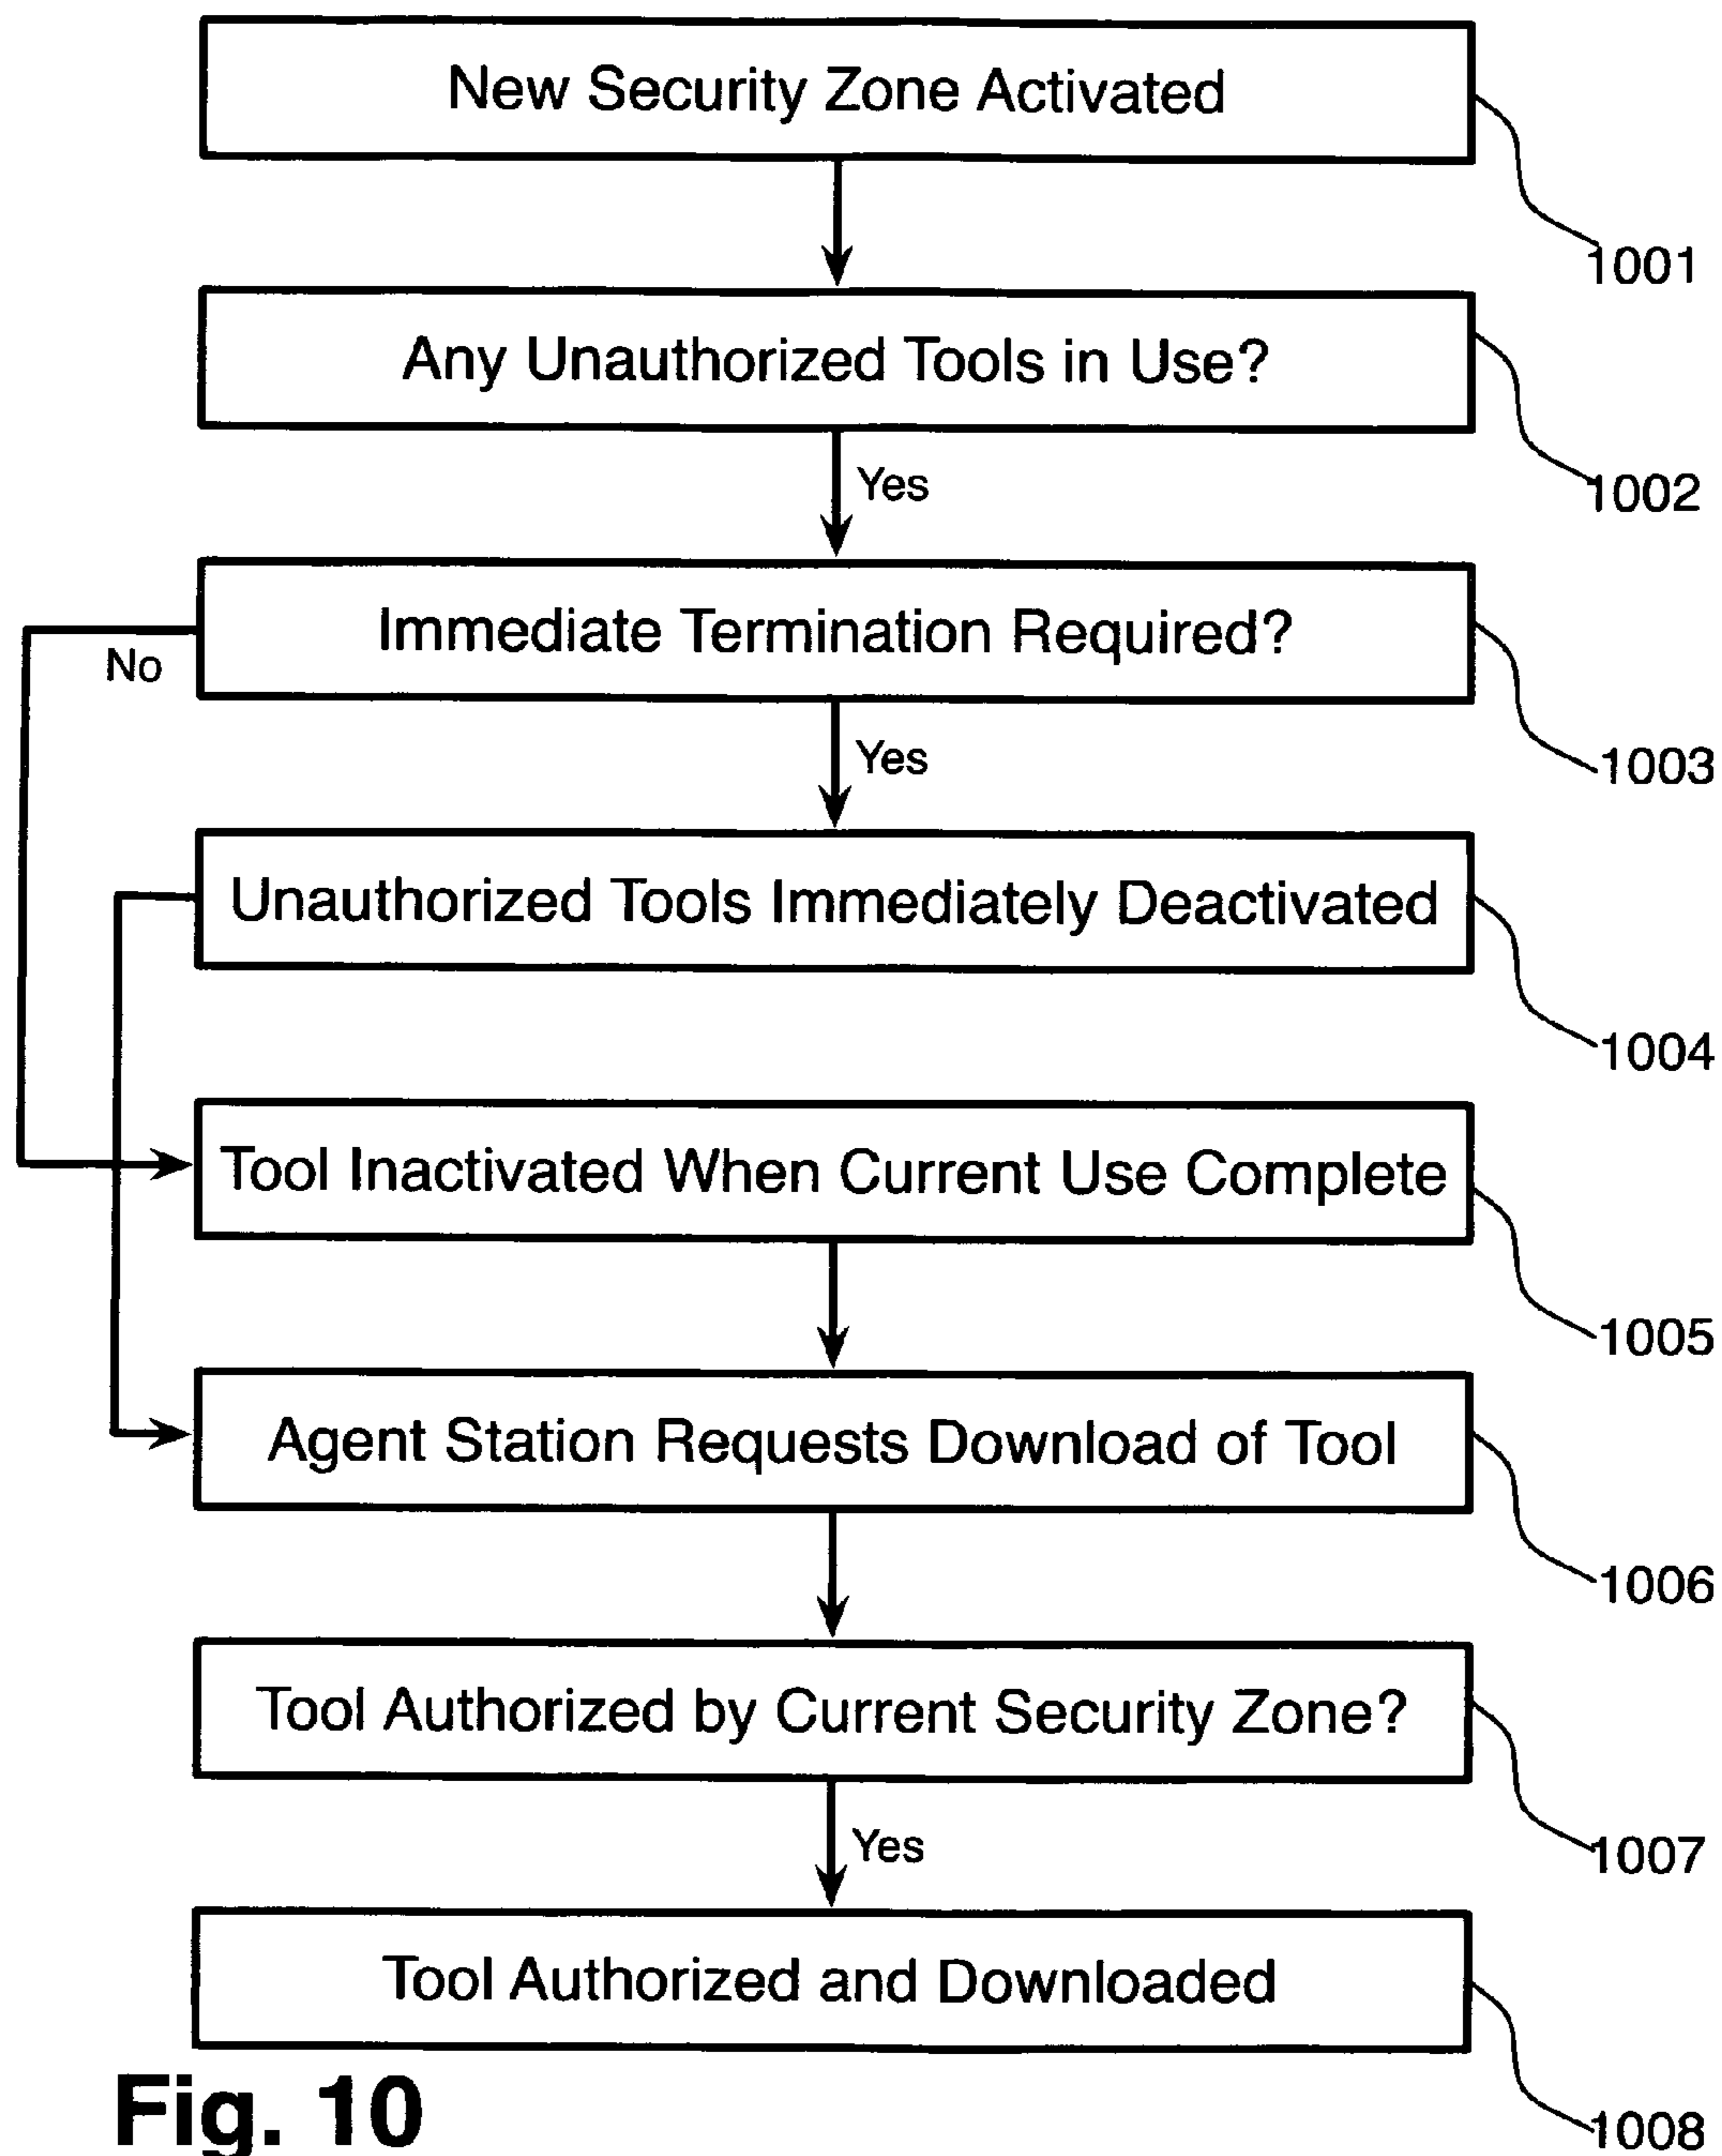 New Security Zone Activated
1001
Any Unauthorized Tools in Use?
1002
Yes
Immediate Termination Required?
No
1003
Yes
Unauthorized Tools Immediately Deactivated
1004
Tool Inactivated When Current Use Complete
1005
Agent Station Requests Download of Tool
1006
Tool Authorized by Current Security Zone?
1007
Yes
Tool Authorized and Downloaded
1008
Fig. 10